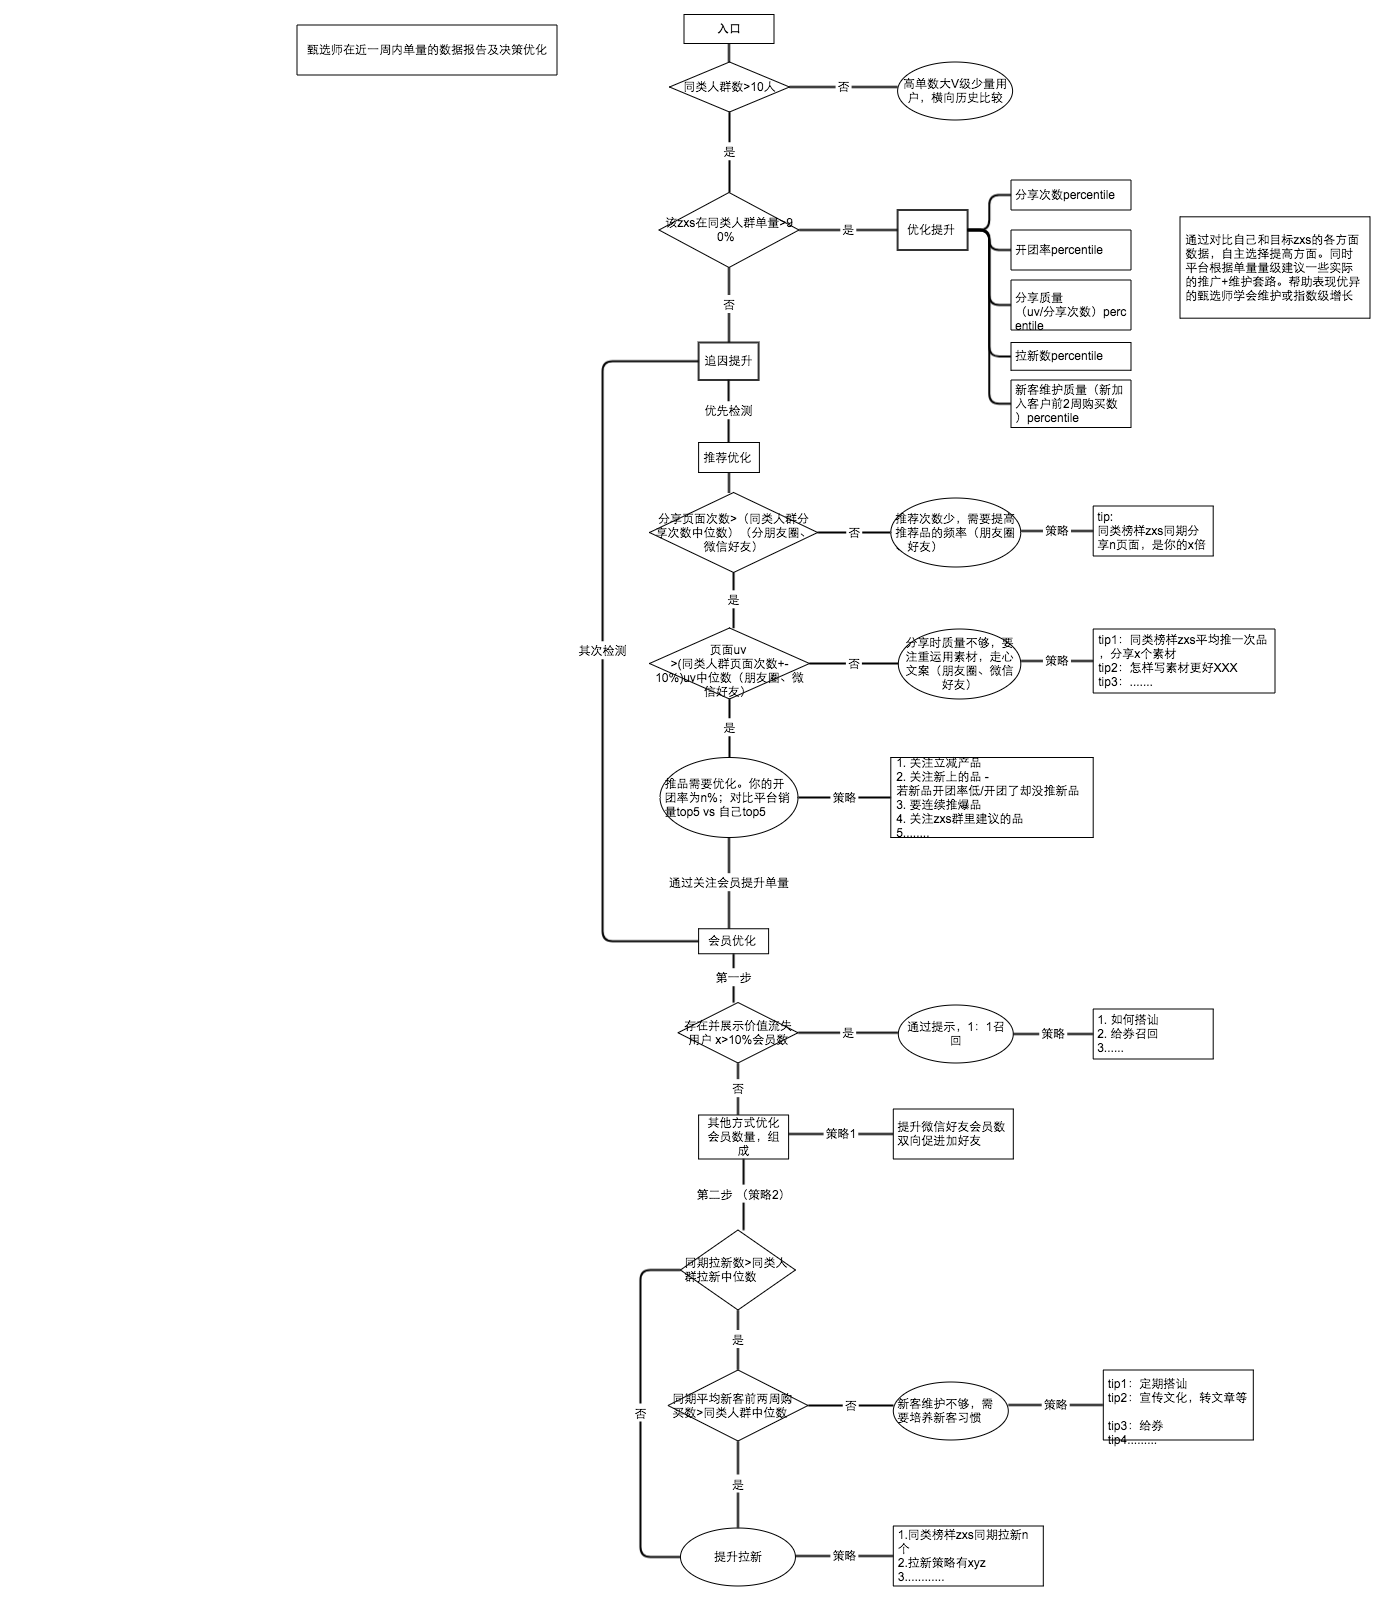 甄选师在近一周内单量的数据报告及决策优化
入口
同类人群数>10人
否
高单数大V级少量用
户，横向历史比较
是
该zxs在同类人群单量>9
0%
是
优化提升
分享次数percentile
开团率percentile
分享质量
（uv/分享次数）perc
entile
拉新数percentile
新客维护质量（新加
入客户前2周购买数
）percentile
通过对比自己和目标zxs的各方面
数据，自主选择提高方面。同时
平台根据单量量级建议一些实际
的推广+维护套路。帮助表现优异
的甄选师学会维护或指数级增长
否
追因提升
优先检测
推荐优化
分享页面次数>（同类人群分
享次数中位数）（分朋友圈、
微信好友）
否
推荐次数少，需要提高
推荐品的频率（朋友圈
好友）
策略
tip:
同类榜样zxs同期分
享n页面，是你的x倍
是
其次检测
页面uv
>(同类人群页面次数+-
10%)uv中位数（朋友圈、微
信好友）
否
分享时质量不够，要
注重运用素材，走心
文案（朋友圈、微信
好友）
策略
tip1：同类榜样zxs平均推一次品
，分享x个素材
tip2：怎样写素材更好XXX
tip3：.......
是
推品需要优化。你的开
团率为n%；对比平台销
量top5 vs 自己top5
策略
1. 关注立减产品
2. 关注新上的品 -
若新品开团率低/开团了却没推新品
3. 要连续推爆品
4. 关注zxs群里建议的品
5........
通过关注会员提升单量
会员优化
第一步
存在并展示价值流失
用户 x>10%会员数
是
通过提示，1：1召
回
策略
1. 如何搭讪
2. 给券召回
3......
否
其他方式优化
会员数量，组
成
策略1
提升微信好友会员数
双向促进加好友
第二步 （策略2）
同期拉新数>同类人
群拉新中位数
是
否
同期平均新客前两周购
买数>同类人群中位数
否
新客维护不够，需
要培养新客习惯
策略
tip1：定期搭讪
tip2：宣传文化，转文章等
tip3：给券
tip4.........
是
提升拉新
策略
1.同类榜样zxs同期拉新n
个
2.拉新策略有xyz
3............